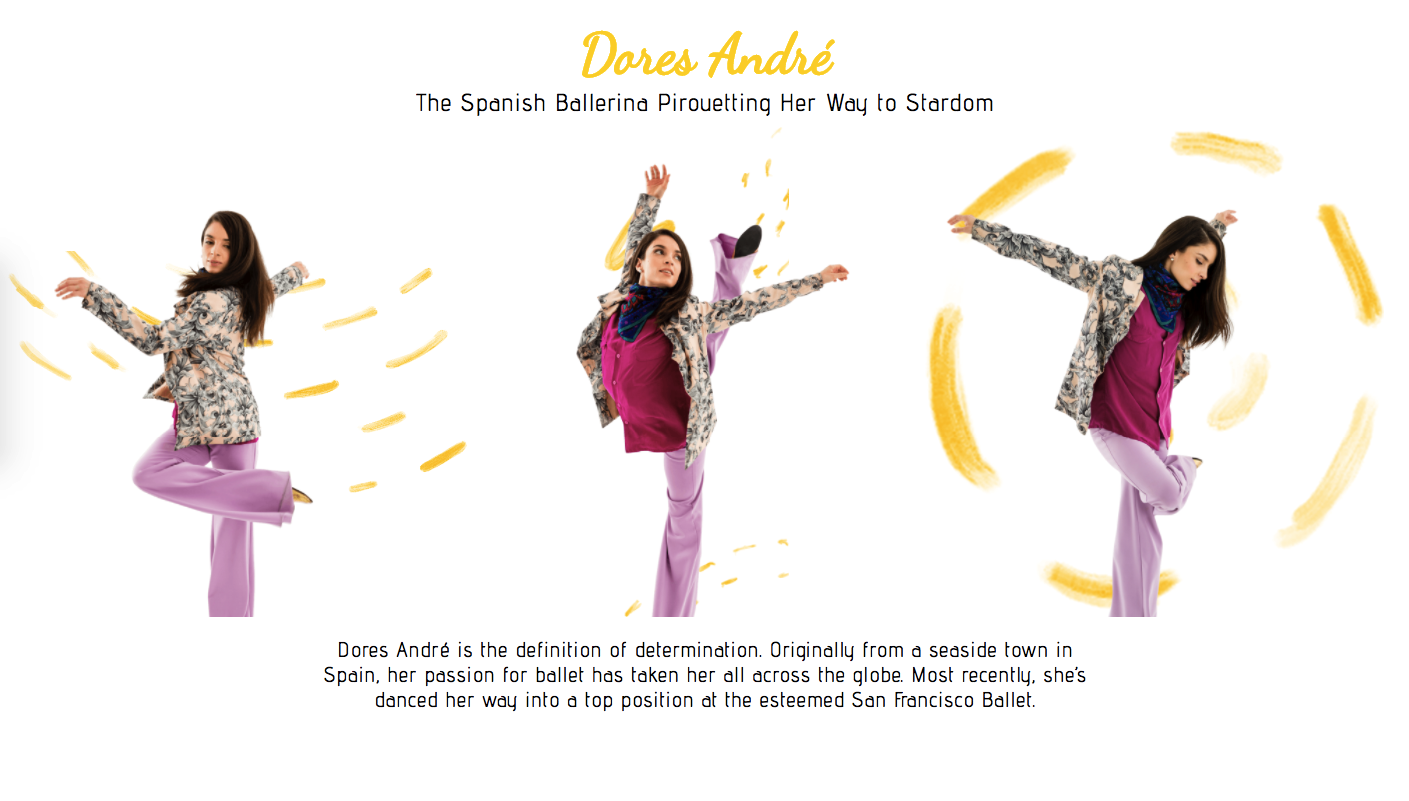 Dores André
The Spanish Ballerina Pirouetting Her Way to Stardom
Dores André is the definition of determination. Originally from a seaside town in
Spain, her passion for ballet has taken her all across the globe. Most recently, she's
danced her way into a top position at the esteemed San Francisco Ballet.